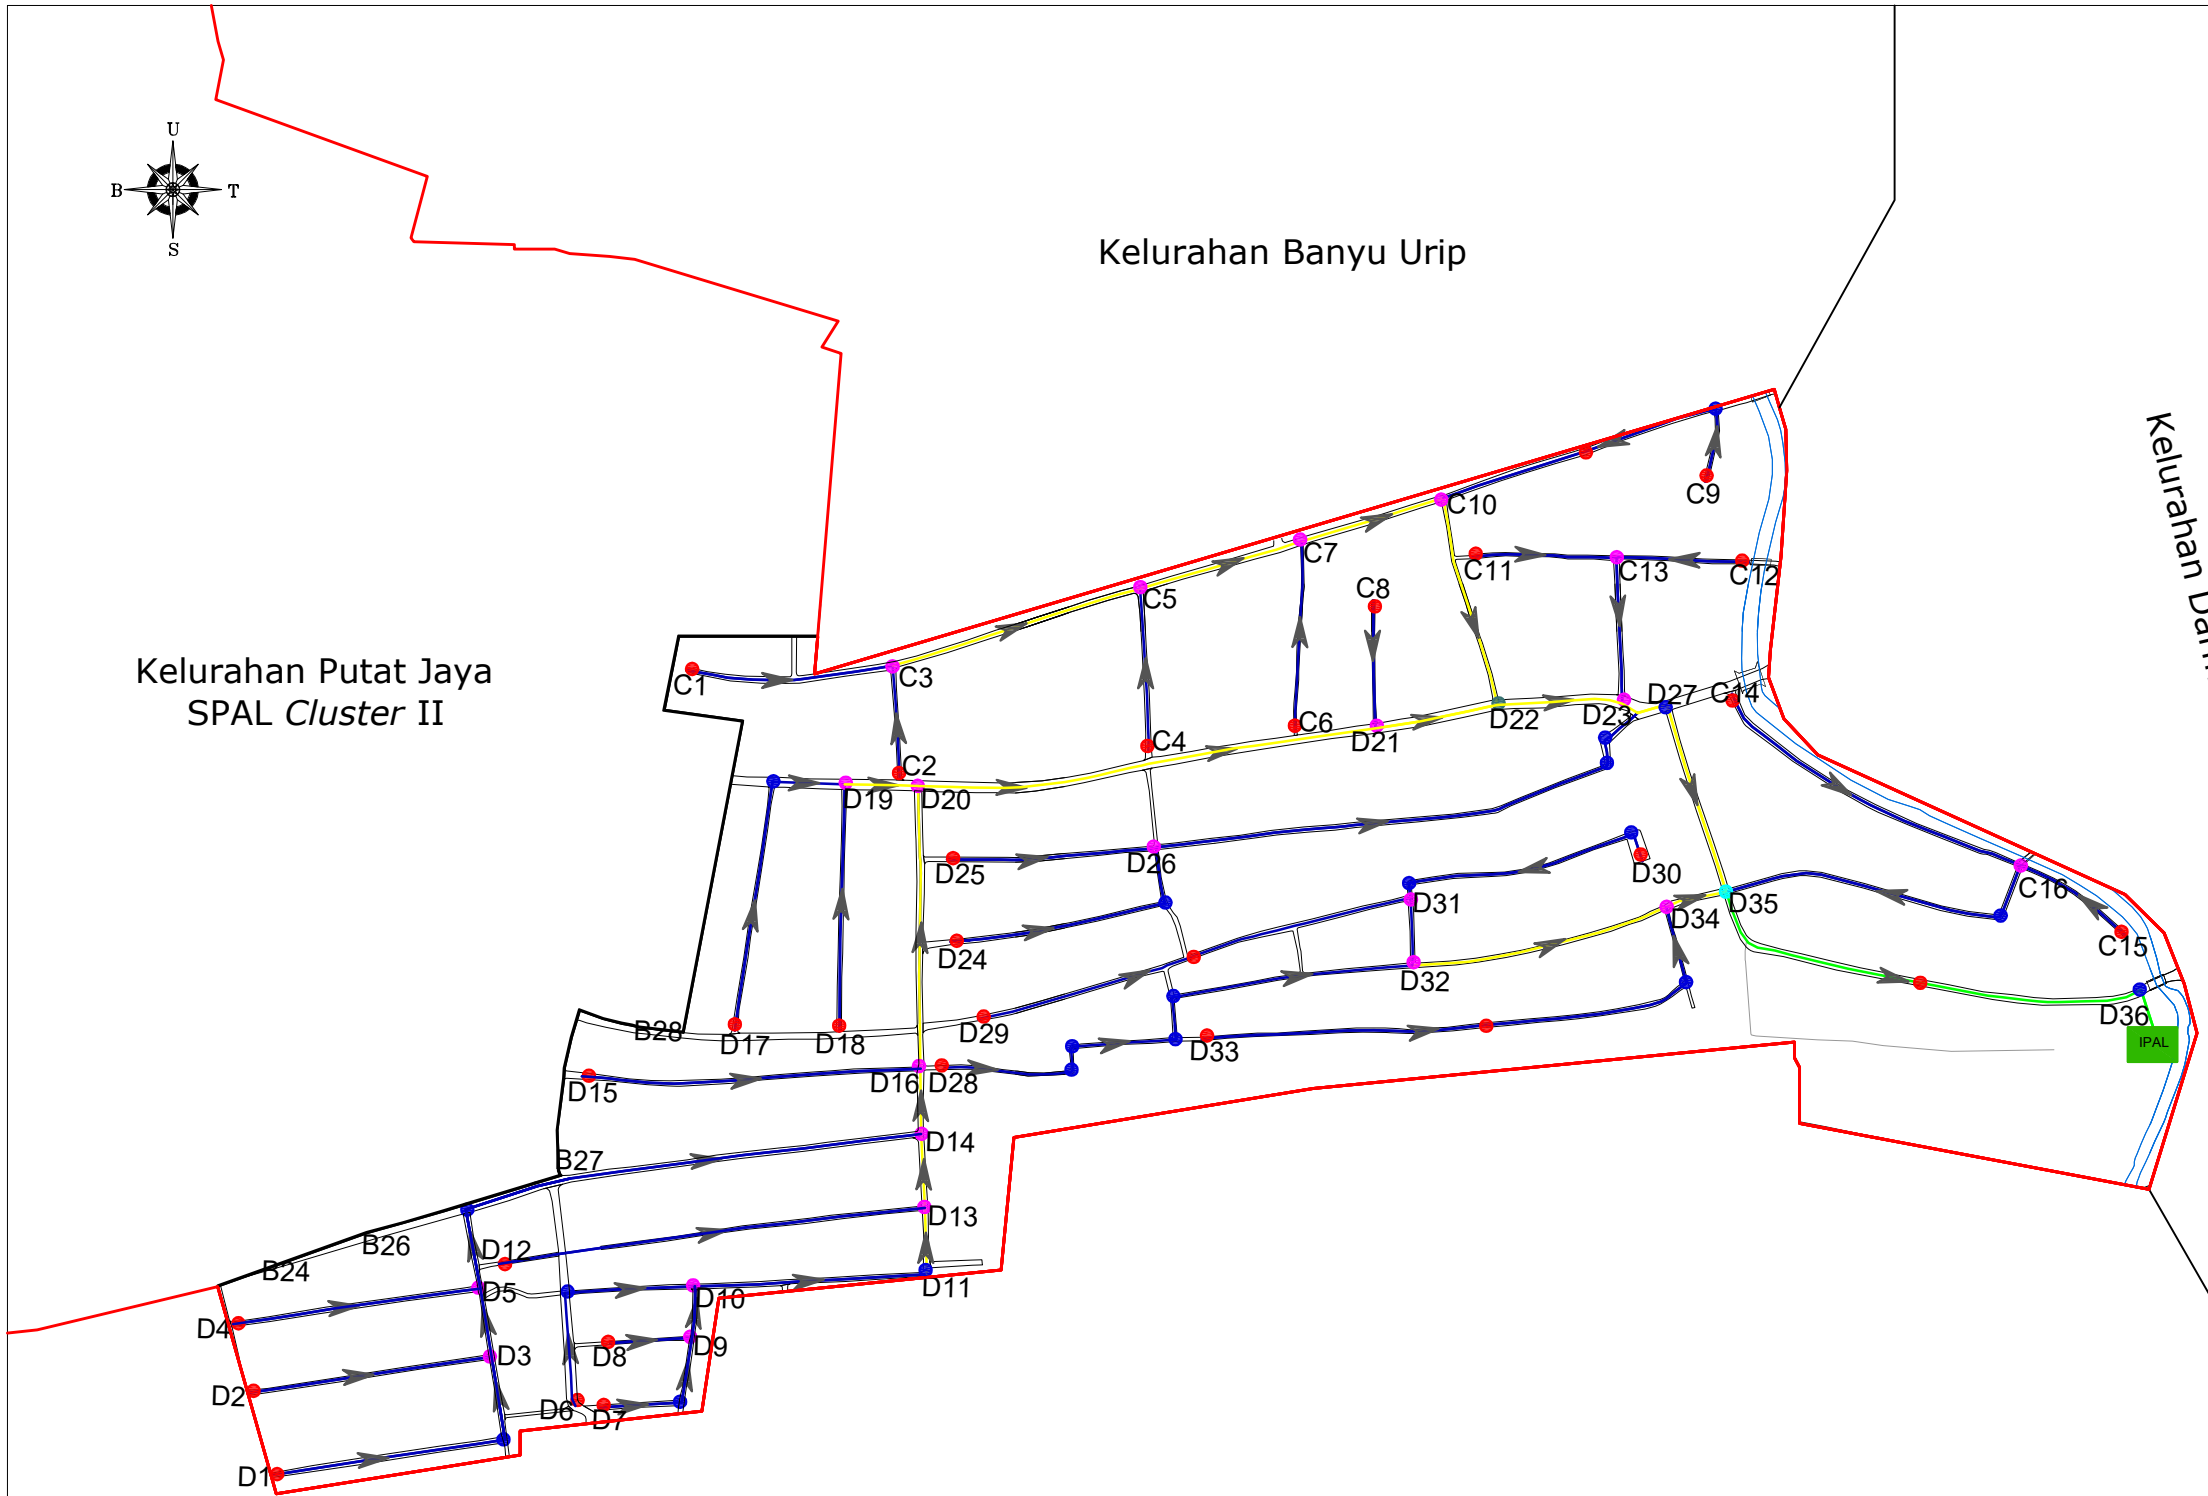 U
B
T
S
Kelurahan Banyu Urip
Kelurahan Putat Jaya
SPAL Cluster II
C9
C10
C7
C11
C13
C12
C5
C8
C3
C1
C14
D27
D22
D23
C6
D21
C4
C2
D19
D20
D25
D26
D30
C16
D31
D34
D35
D24
C15
D32
D36
IPAL
D29
B28
D17
D18
D33
D15
D16
D28
D14
B27
D13
B26
D12
B24
D5
D10
D11
D4
D9
D8
D3
D2
D6
D7
D1